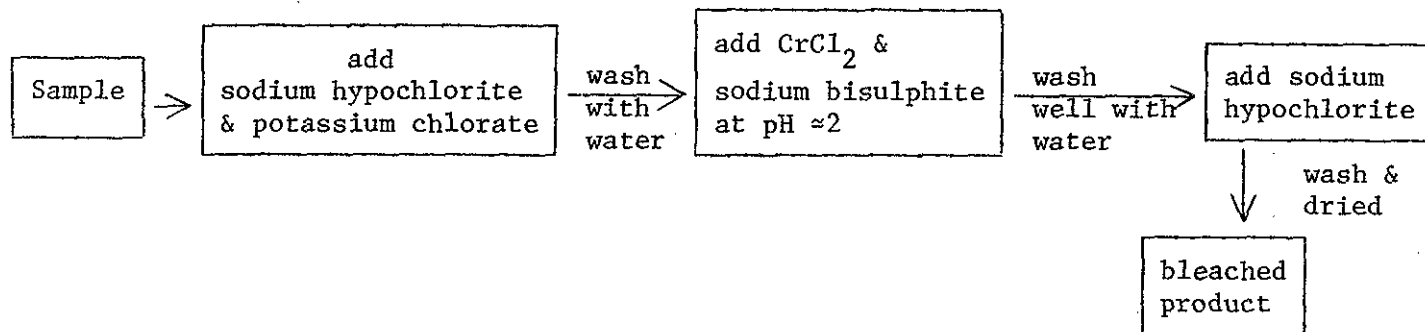 Sample
add
sodium hypochlorite
& potassium chlorate
wash
with
water
add CrCl2 &
sodium bisulphite
at pH ≈2
wash
well with
water
add sodium
hypochlorite
wash &
dried
bleached
product